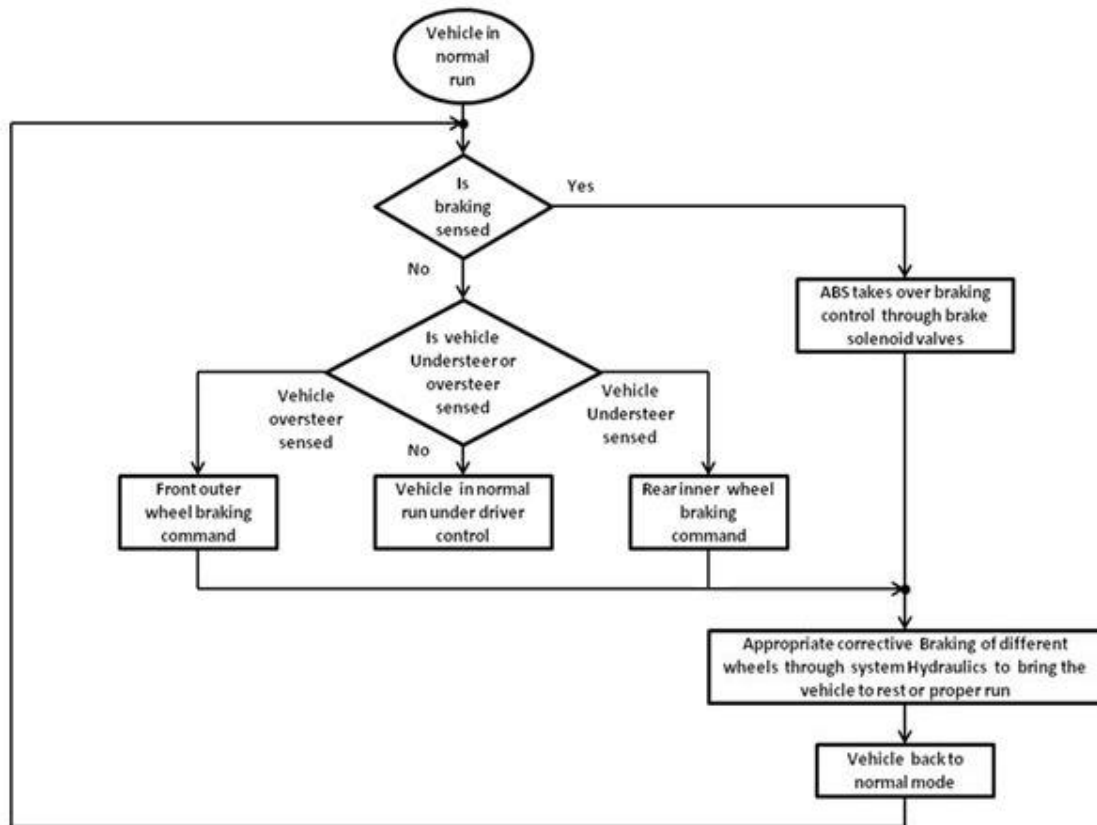 Vehicle in
normal
run
Is
braking
sensed
Yes
No
ABS takes over braking
control through brake
solenoid valves
Is vehicle
Understeer or
oversteer
sensed
Vehicle
oversteer
sensed
Vehicle
Understeer
sensed
No
Front outer
wheel braking
command
Vehicle in normal
run under driver
control
Rear inner wheel
braking
command
Appropriate corrective Braking of different
wheels through system Hydraulics to bring the
vehicle to rest or proper run
Vehicle back to
normal mode